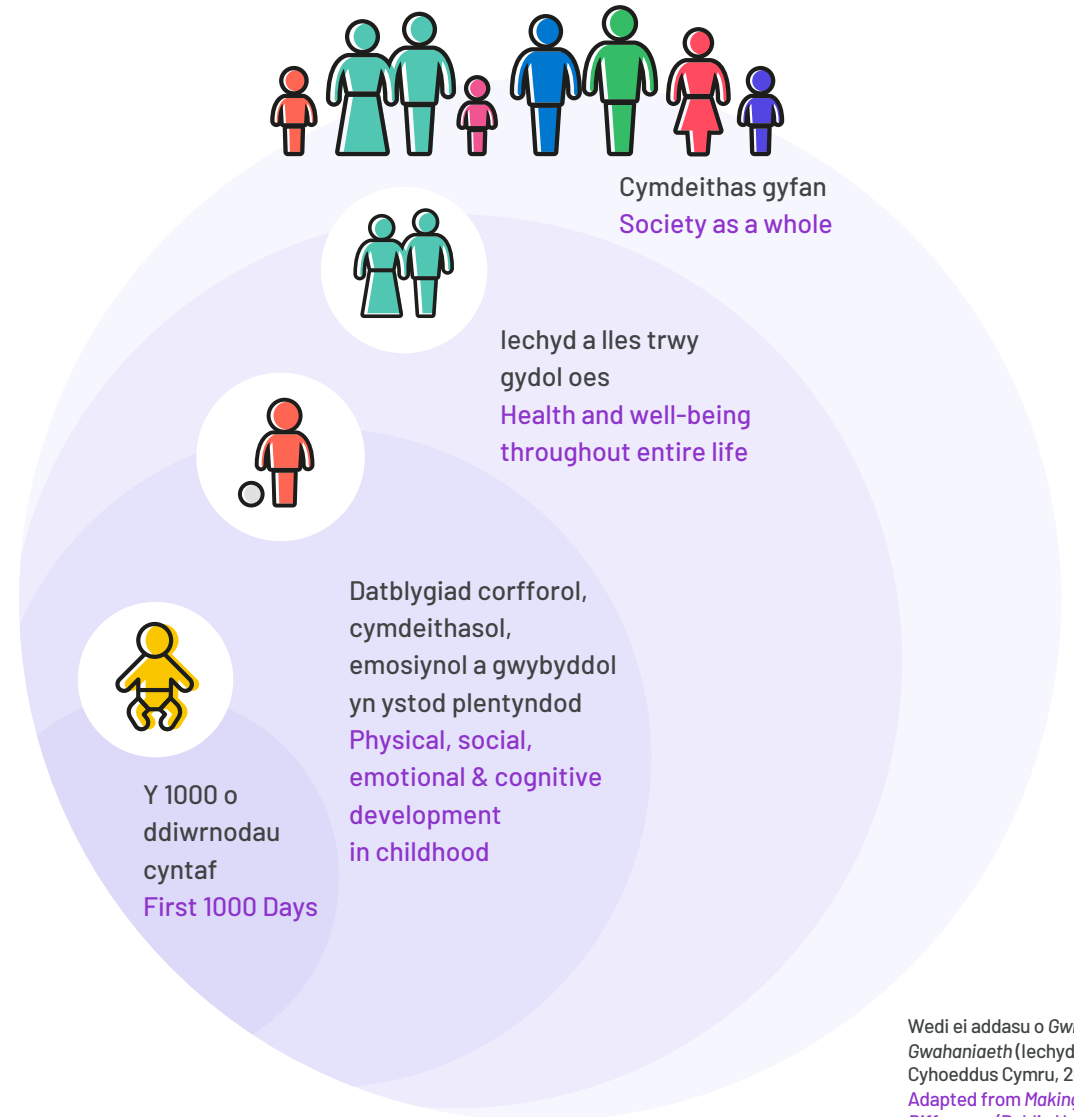 Cymdeithas gyfan
Society as a whole
Iechyd a lles trwy
gydol oes
Health and well-being
throughout entire life
Datblygiad corfforol,
cymdeithasol,
emosiynol a gwybyddol
yn ystod plentyndod
Physical, social,
emotional & cognitive
development
in childhood
Y 1000 o
ddiwrnodau
cyntaf
First 1000 Days
Wedi ei addasu o
Gwahaniaeth (Iechyd
Cyhoeddus Cymru,
Adapted from Making